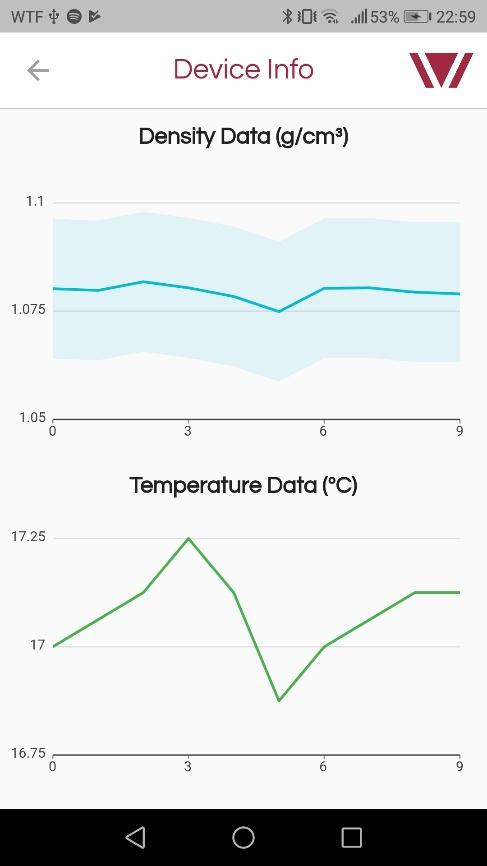 WTF 53% 22:59
Device Info
Density Data (g/cm³)
1.1
1.075
1.05
0 3 6 9
Temperature Data (°C)
17.25
17
16.75
0 3 6 9